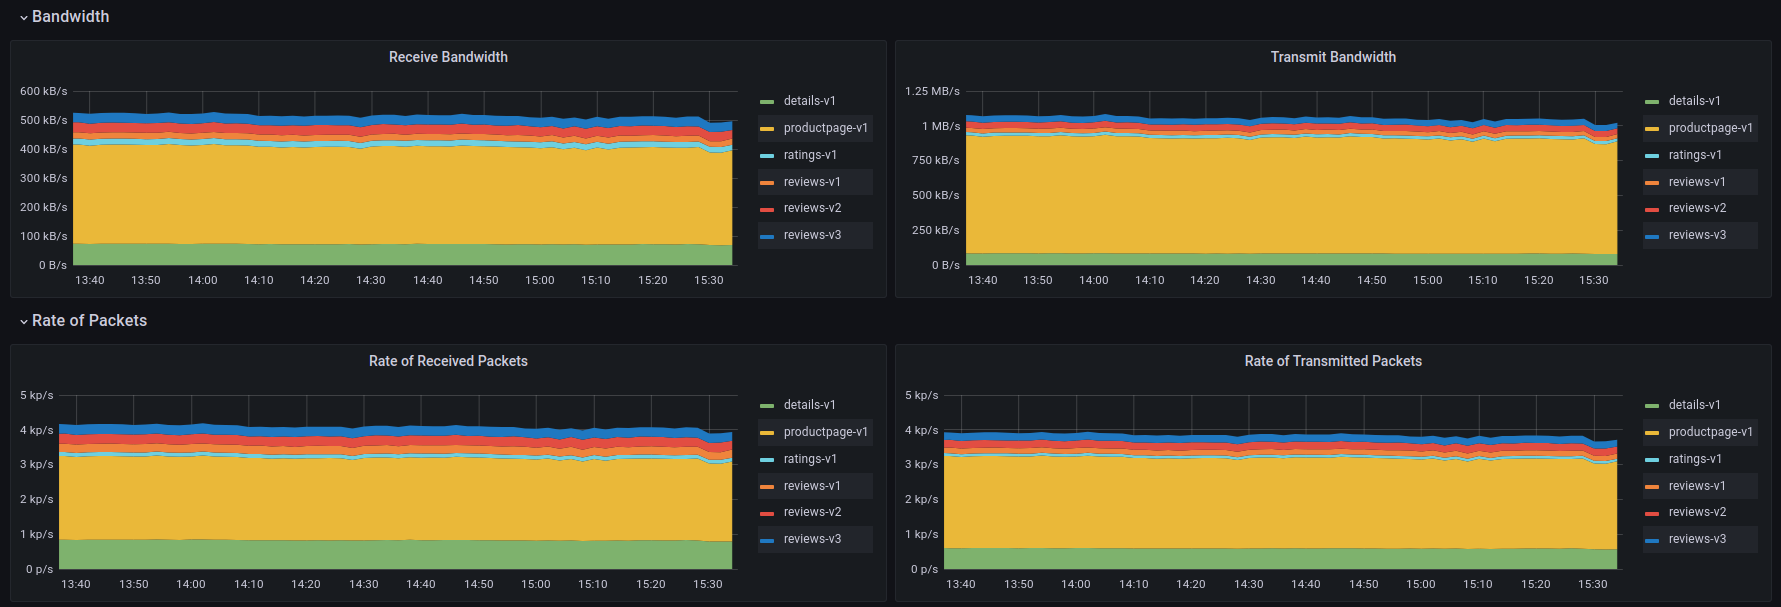 Bandwidth
Receive Bandwidth
600 kB/s
500 kB/s
400 kB/s
300 kB/s
200 kB/s
100 kB/s
0 B/s
13:40 13:50 14:00 14:10 14:20 14:30 14:40 14:50 15:00 15:10 15:20 15:30
details-v1
productpage-v1
ratings-v1
reviews-v1
reviews-v2
reviews-v3
Transmit Bandwidth
1.25 MB/s
1 MB/s
750 kB/s
500 kB/s
250 kB/s
0 B/s
13:40 13:50 14:00 14:10 14:20 14:30 14:40 14:50 15:00 15:10 15:20 15:30
details-v1
productpage-v1
ratings-v1
reviews-v1
reviews-v2
reviews-v3
Rate of Packets
Rate of Received Packets
5 kp/s
4 kp/s
3 kp/s
2 kp/s
1 kp/s
0 p/s
13:40 13:50 14:00 14:10 14:20 14:30 14:40 14:50 15:00 15:10 15:20 15:30
details-v1
productpage-v1
ratings-v1
reviews-v1
reviews-v2
reviews-v3
Rate of Transmitted Packets
5 kp/s
4 kp/s
3 kp/s
2 kp/s
1 kp/s
0 p/s
13:40 13:50 14:00 14:10 14:20 14:30 14:40 14:50 15:00 15:10 15:20 15:30
details-v1
productpage-v1
ratings-v1
reviews-v1
reviews-v2
reviews-v3